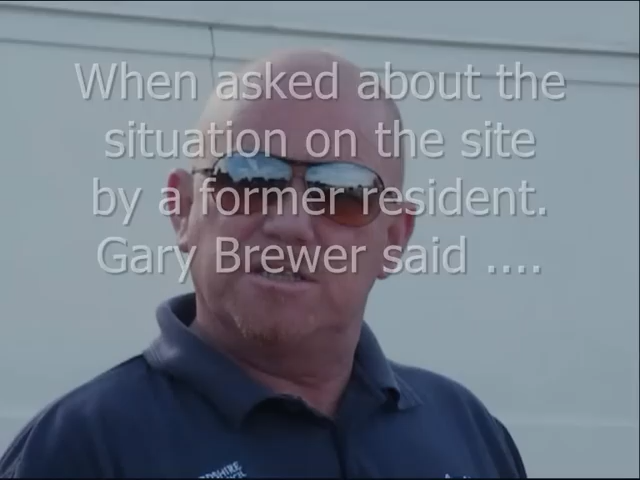 When asked about the
situation on the site
by a former resident.
Gary Brewer said ....